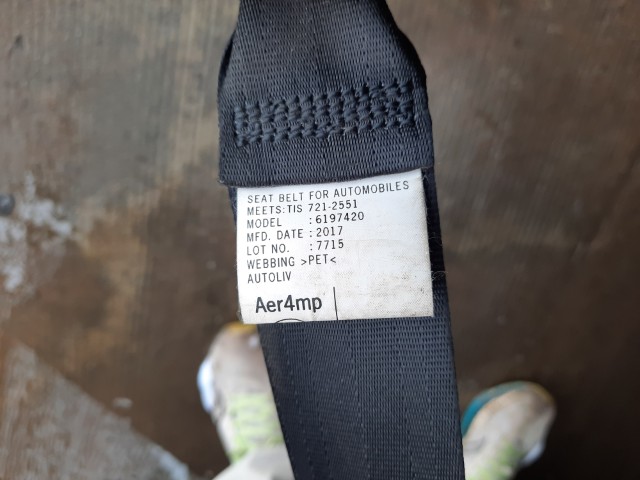 SEAT BELT FOR AUTOMOBILES
MEETS:TIS 721-2551
MODEL : 6197420
MFD. DATE : 2017
LOT NO. : 7715
WEBBING >PET<
AUTOLIV
Aer4mp